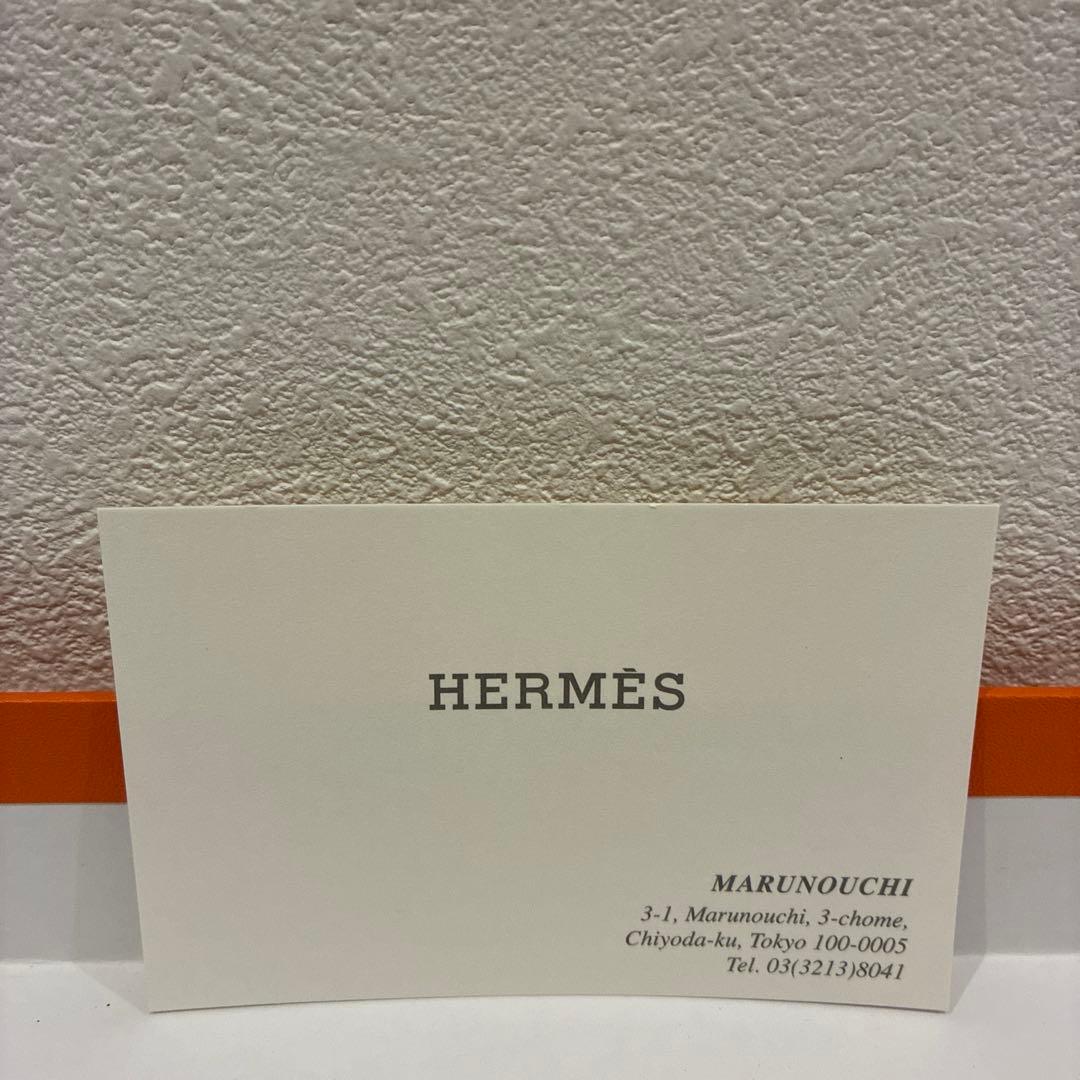 HERMÈS
MARUNOUCHI
3-1, Marunouchi, 3-chome,
Chiyoda-ku, Tokyo 100-0005
Tel. 03(3213)8041